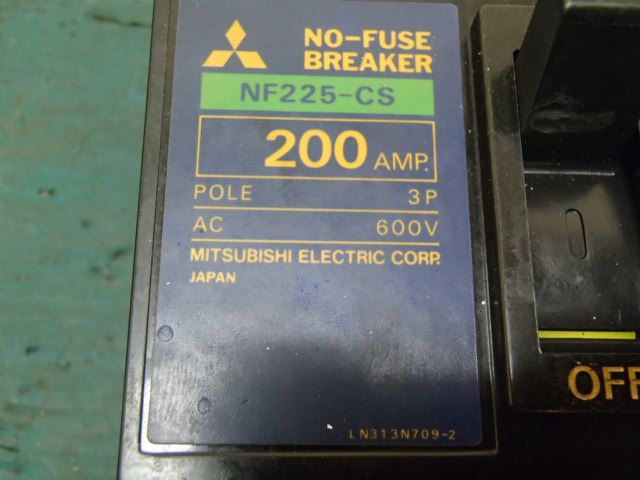 NO-FUSE
BREAKER
NF225-CS
200 AMP.
POLE 3P
AC 600V
MITSUBISHI ELECTRIC CORP.
JAPAN
LN313N709-2
OFF